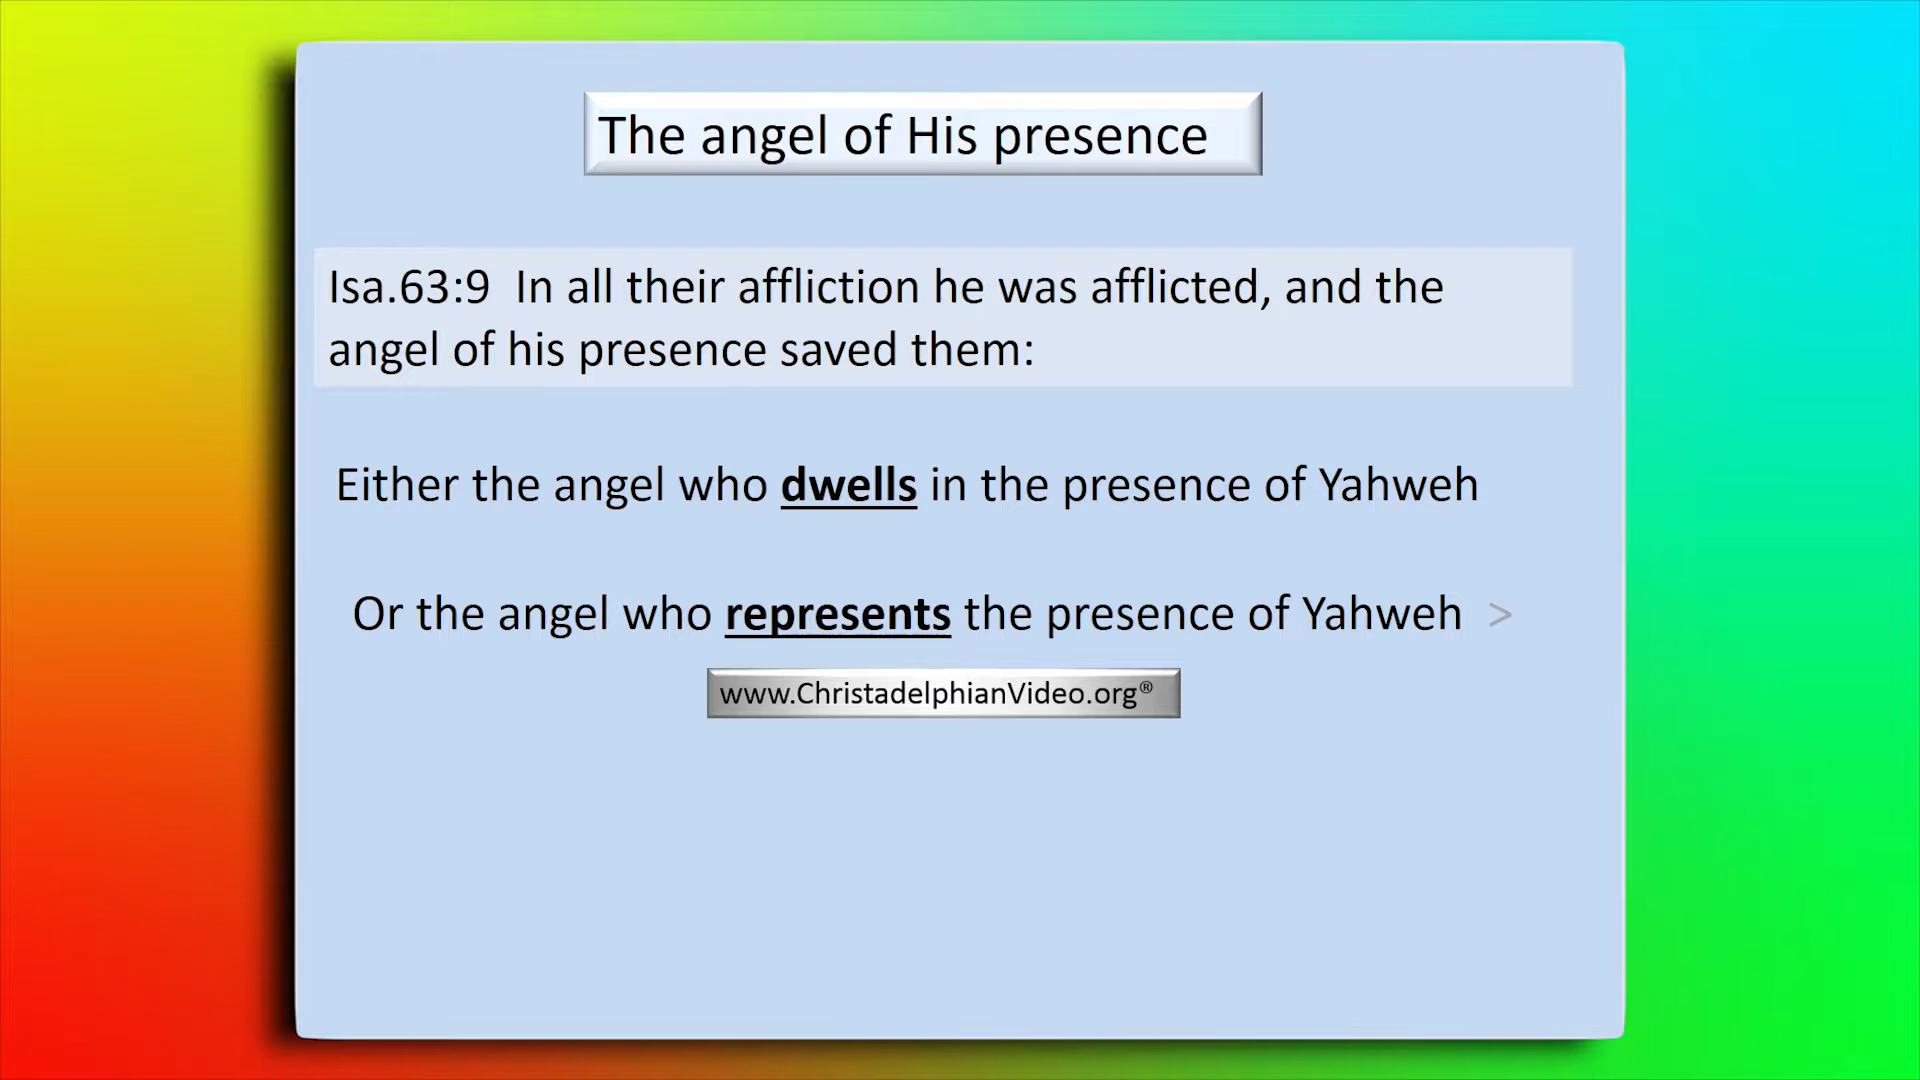 The angel of His presence
Isa.63:9  In all their affliction he was afflicted, and the
angel of his presence saved them:
Either the angel who dwells in the presence of Yahweh
Or the angel who represents the presence of Yahweh  >
www.ChristadelphianVideo.org®